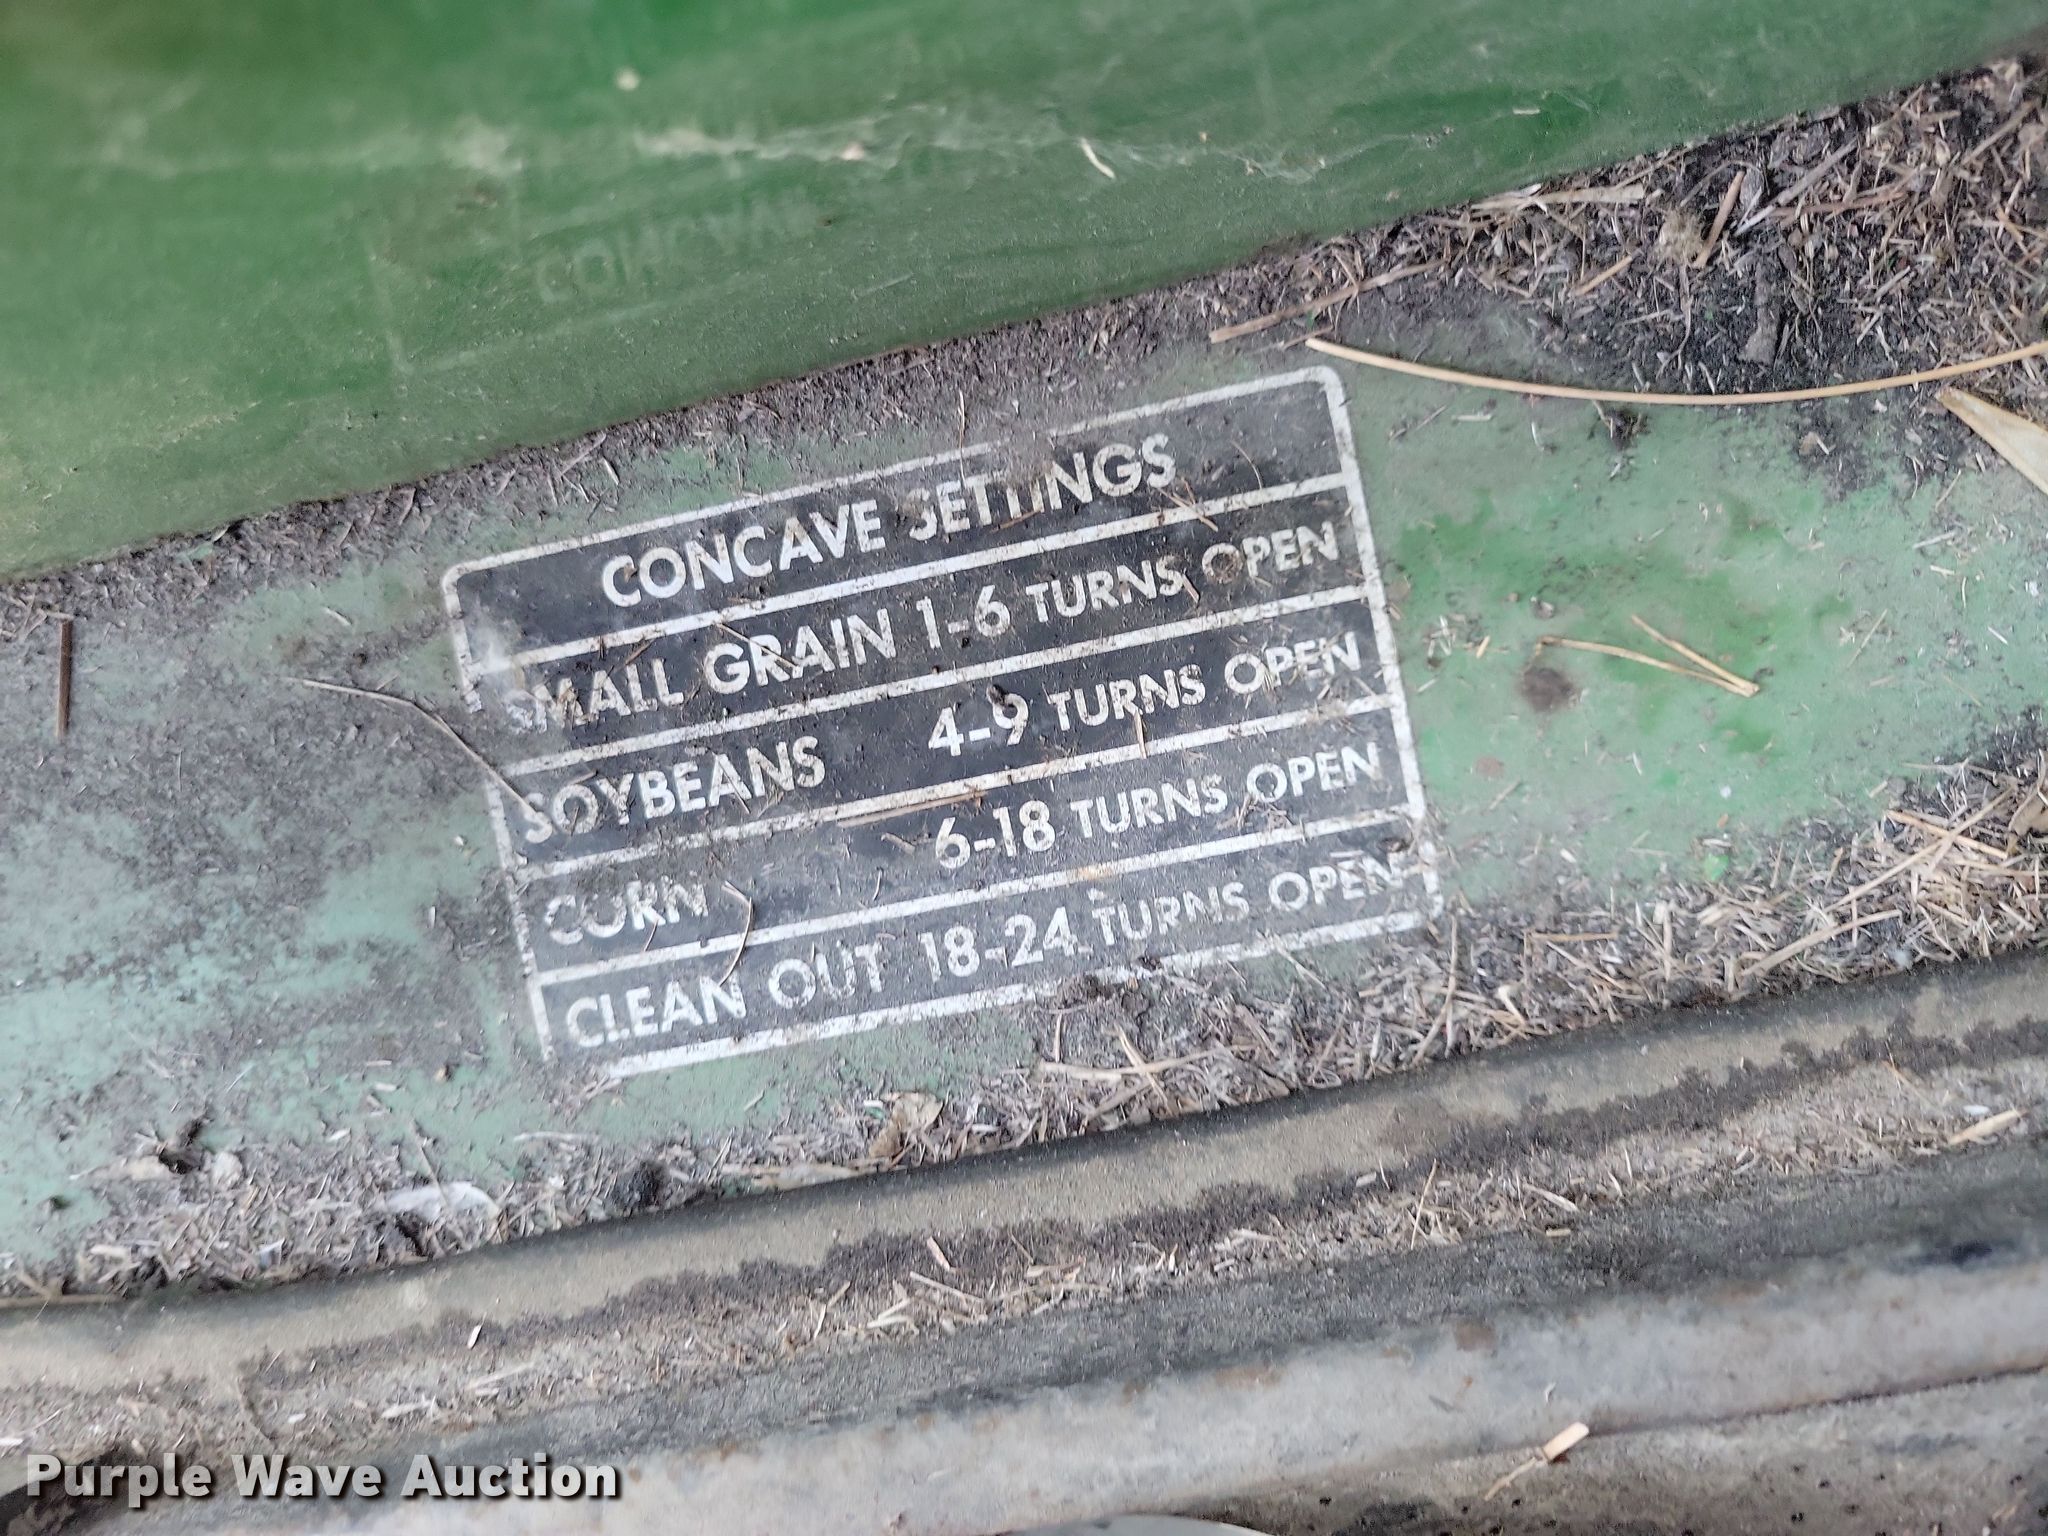 CONCAVE SETTINGS
SMALL GRAIN 1-6 TURNS OPEN
SOYBEANS 4-9 TURNS OPEN
CORN 6-18 TURNS OPEN
CLEAN OUT 18-24 TURNS OPEN
Purple Wave Auction